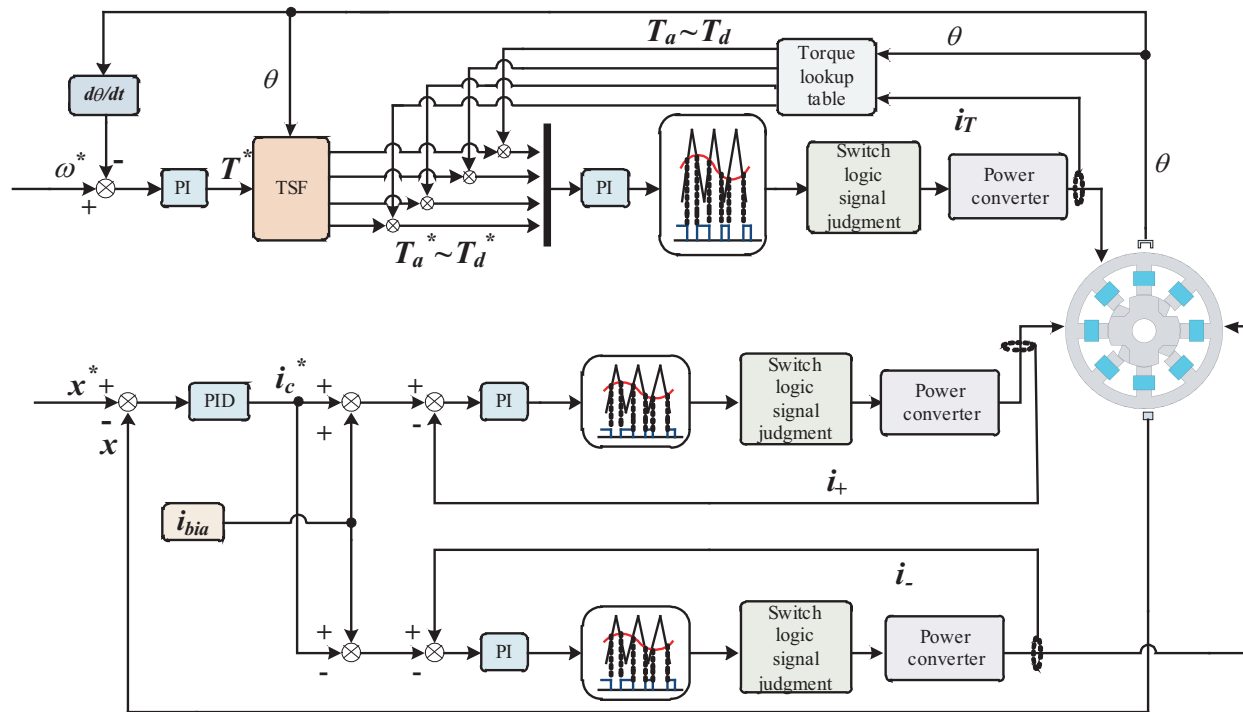 T_a~T_d
θ
Torque
lookup
table
dθ/dt
θ
i_T
-
ω*
+
PI
T*
TSF
PI
Switch
logic
signal
judgment
Power
converter
θ
T_a*~T_d*
x*
+
-
x
PID
i_c*
+
+
+
-
PI
Switch
logic
signal
judgment
Power
converter
i_+
i_bia
i_-
+
-
+
-
PI
Switch
logic
signal
judgment
Power
converter